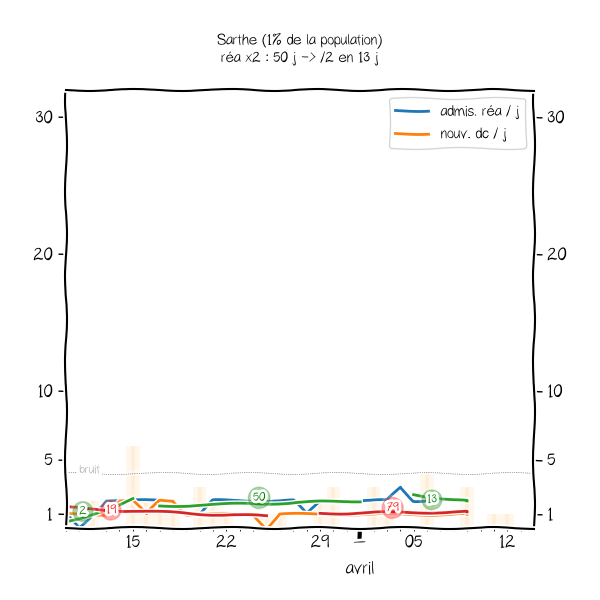 Sarthe (1% de la population)
réa x2 : 50 j -> /2 en 13 j
admis. réa / j
nouv. dc / j
30 30
20 20
10 10
5 5
bruit
1 1
2 19 50 79 13
15 22 29 1 05 12
avril